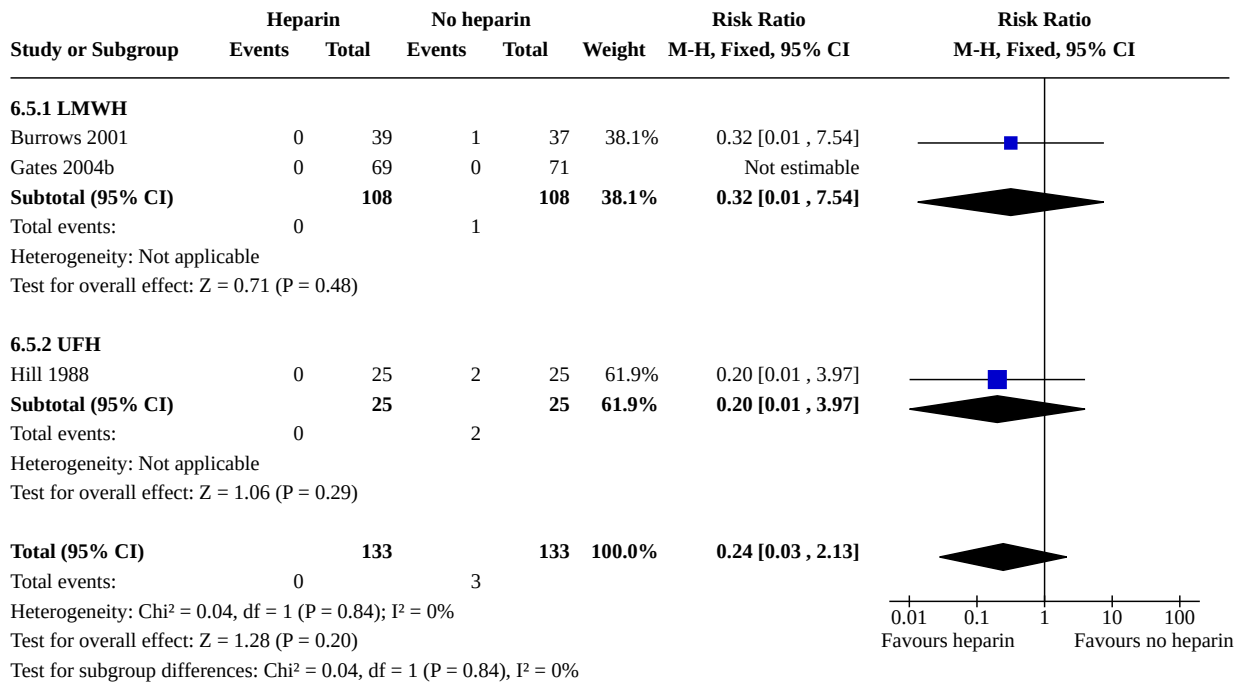 Heparin No heparin Risk Ratio Risk Ratio
Study or Subgroup Events Total Events Total Weight M-H, Fixed, 95% CI M-H, Fixed, 95% CI
6.5.1 LMWH
Burrows 2001 0 39 1 37 38.1% 0.32 [0.01 , 7.54]
Gates 2004b 0 69 0 71 Not estimable
Subtotal (95% CI) 108 108 38.1% 0.32 [0.01 , 7.54]
Total events: 0 1
Heterogeneity: Not applicable
Test for overall effect: Z = 0.71 (P = 0.48)
6.5.2 UFH
Hill 1988 0 25 2 25 61.9% 0.20 [0.01 , 3.97]
Subtotal (95% CI) 25 25 61.9% 0.20 [0.01 , 3.97]
Total events: 0 2
Heterogeneity: Not applicable
Test for overall effect: Z = 1.06 (P = 0.29)
Total (95% CI) 133 133 100.0% 0.24 [0.03 , 2.13]
Total events: 0 3
Heterogeneity: Chi² = 0.04, df = 1 (P = 0.84); I² = 0%
0.01 0.1 1 10 100
Test for overall effect: Z = 1.28 (P = 0.20)
Favours heparin Favours no heparin
Test for subgroup differences: Chi² = 0.04, df = 1 (P = 0.84), I² = 0%